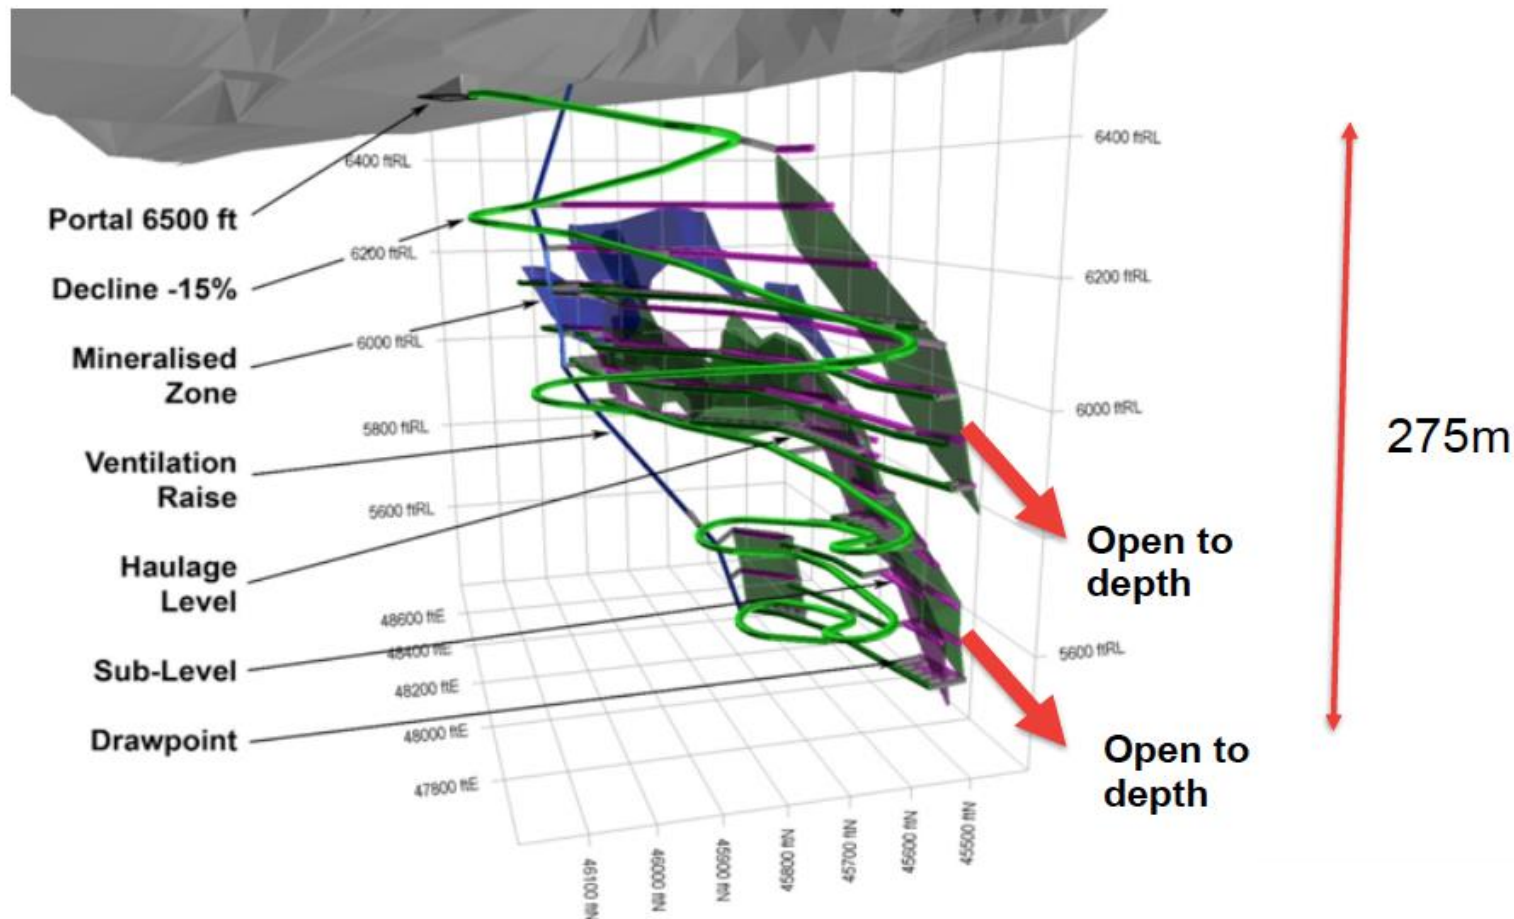 Portal 6500 ft
Decline -15%
Mineralised
Zone
Ventilation
Raise
Haulage
Level
Sub-Level
Drawpoint
6400 ftRL
6200 ftRL
6000 ftRL
5800 ftRL
5600 ftRL
48600 ftE
48400 ftE
48200 ftE
48000 ftE
47800 ftE
46100 ftN
46000 ftN
45900 ftN
45800 ftN
45700 ftN
45600 ftN
45500 ftN
6400 ftRL
6200 ftRL
6000 ftRL
5600 ftRL
Open to
depth
Open to
depth
275m